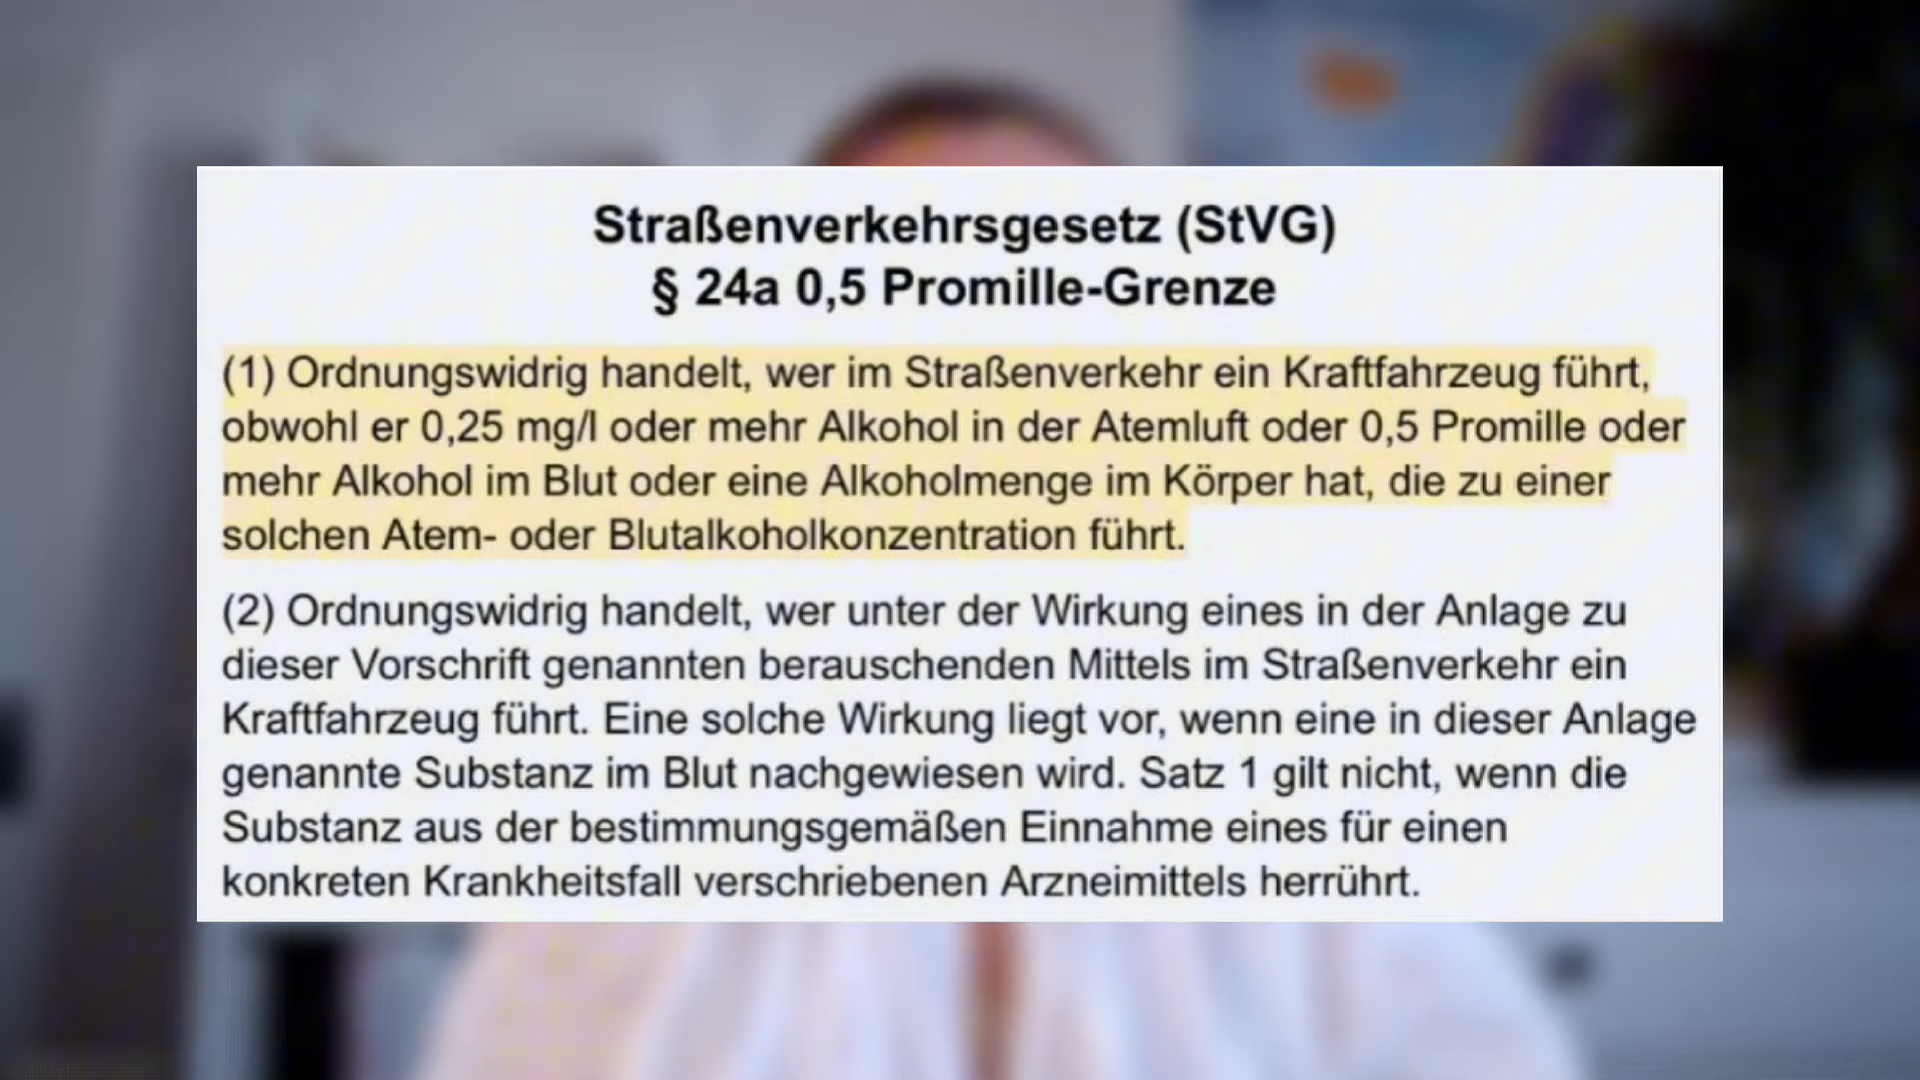 Straßenverkehrsgesetz (StVG)
§ 24a 0,5 Promille-Grenze
(1) Ordnungswidrig handelt, wer im Straßenverkehr ein Kraftfahrzeug führt,
obwohl er 0,25 mg/l oder mehr Alkohol in der Atemluft oder 0,5 Promille oder
mehr Alkohol im Blut oder eine Alkoholmenge im Körper hat, die zu einer
solchen Atem- oder Blutalkoholkonzentration führt.
(2) Ordnungswidrig handelt, wer unter der Wirkung eines in der Anlage zu
dieser Vorschrift genannten berauschenden Mittels im Straßenverkehr ein
Kraftfahrzeug führt. Eine solche Wirkung liegt vor, wenn eine in dieser Anlage
genannte Substanz im Blut nachgewiesen wird. Satz 1 gilt nicht, wenn die
Substanz aus der bestimmungsgemäßen Einnahme eines für einen
konkreten Krankheitsfall verschriebenen Arzneimittels herrührt.